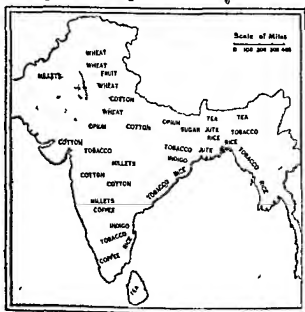 Scale of Miles
0 100 200 300 400
WHEAT
WHEAT
FRUIT
MILLETS
WHEAT
COTTON
WHEAT
OPIUM
TEA
TEA
OPIUM
COTTON
SUGAR
JUTE
TOBACCO
RICE
COTTON
TOBACCO
TOBACCO
JUTE
RICE
MILLETS
INDIGO
TOBACCO
COTTON
RICE
COTTON
TOBACCO
RICE
MILLETS
COFFEE
INDIGO
TOBACCO
RICE
COFFEE
TEA